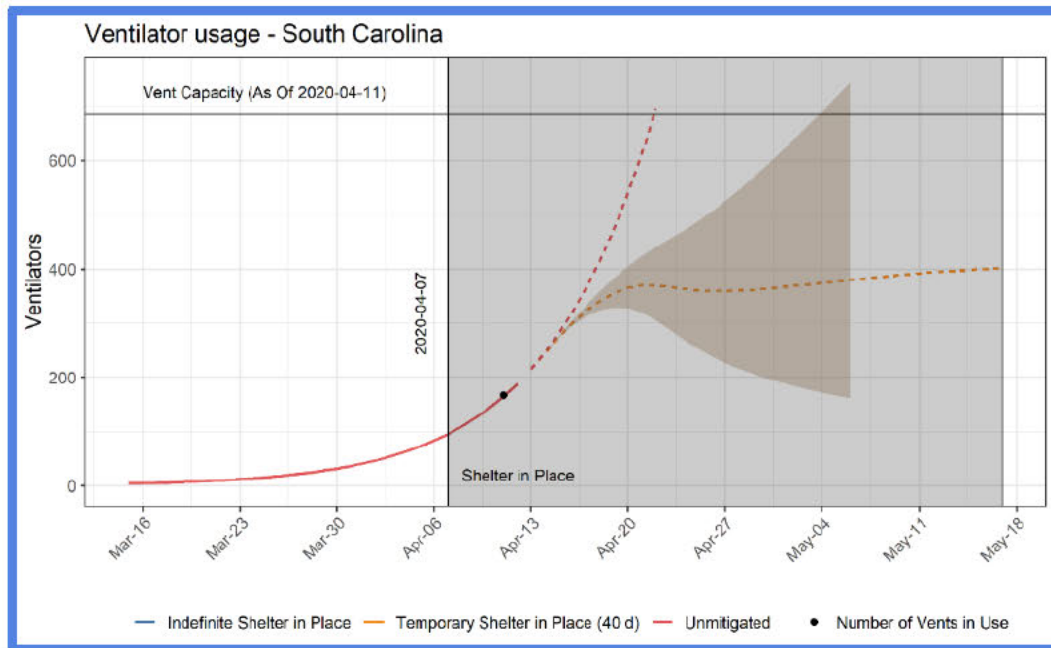 Ventilator usage - South Carolina
Vent Capacity (As Of 2020-04-11)
600
400
200
0
Ventilators
2020-04-07
Shelter in Place
Mar-16
Mar-23
Mar-30
Apr-06
Apr-13
Apr-20
Apr-27
May-04
May-11
May-18
Indefinite Shelter in Place Temporary Shelter in Place (40 d) Unmitigated Number of Vents in Use